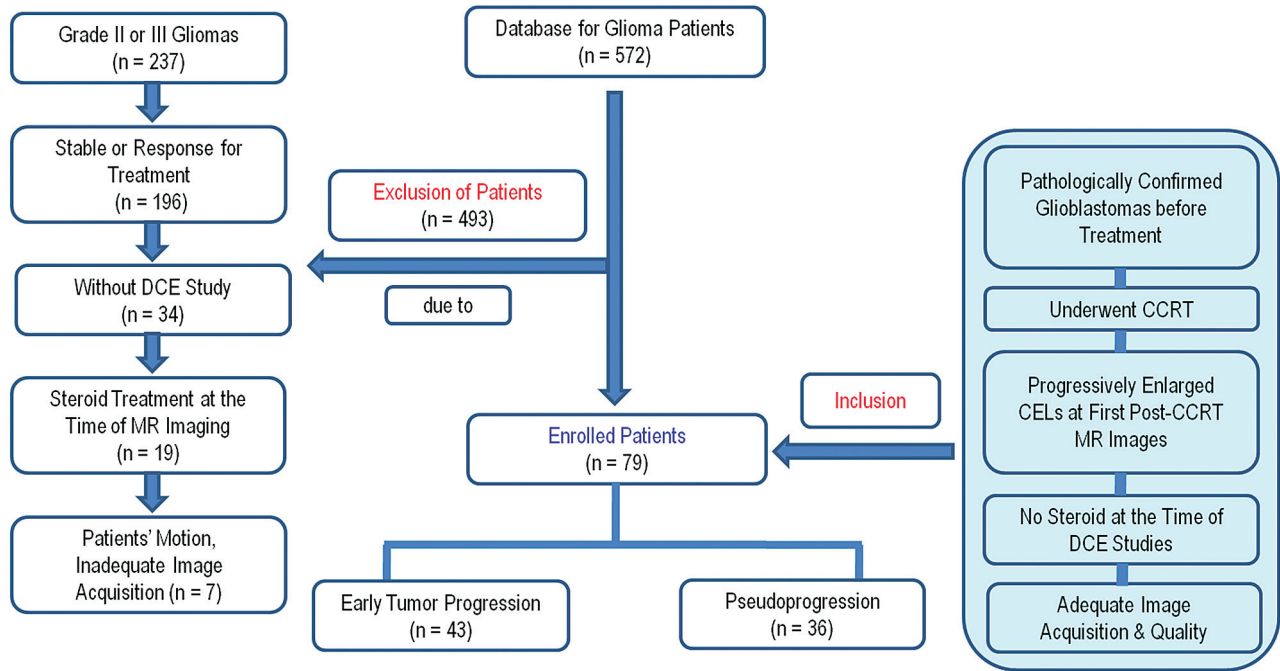 Grade II or III Gliomas
(n = 237)
Stable or Response for
Treatment
(n = 196)
Without DCE Study
(n = 34)
Steroid Treatment at the
Time of MR Imaging
(n = 19)
Patients' Motion,
Inadequate Image
Acquisition (n = 7)
Database for Glioma Patients
(n = 572)
Exclusion of Patients
(n = 493)
due to
Enrolled Patients
(n = 79)
Early Tumor Progression
(n = 43)
Pseudoprogression
(n = 36)
Inclusion
Pathologically Confirmed
Glioblastomas before
Treatment
Underwent CCRT
Progressively Enlarged
CELs at First Post-CCRT
MR Images
No Steroid at the Time of
DCE Studies
Adequate Image
Acquisition & Quality